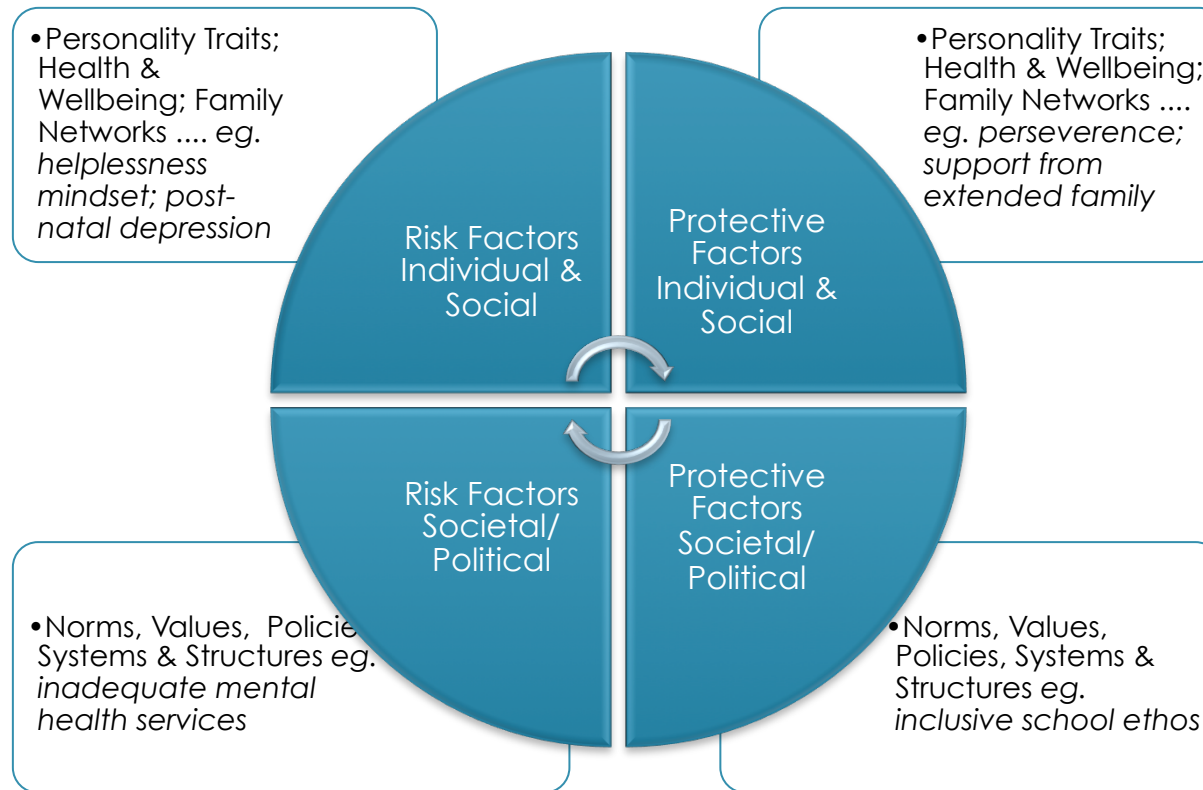 •Personality Traits;
Health &
Wellbeing; Family
Networks .... eg.
helplessness
mindset; post-
natal depression
•Personality Traits;
Health & Wellbeing;
Family Networks ....
eg. perseverence;
support from
extended family
Risk Factors
Individual &
Social
Protective
Factors
Individual &
Social
Risk Factors
Societal/
Political
Protective
Factors
Societal/
Political
•Norms, Values, Policie
Systems & Structures eg.
inadequate mental
health services
•Norms, Values,
Policies, Systems &
Structures eg.
inclusive school ethos